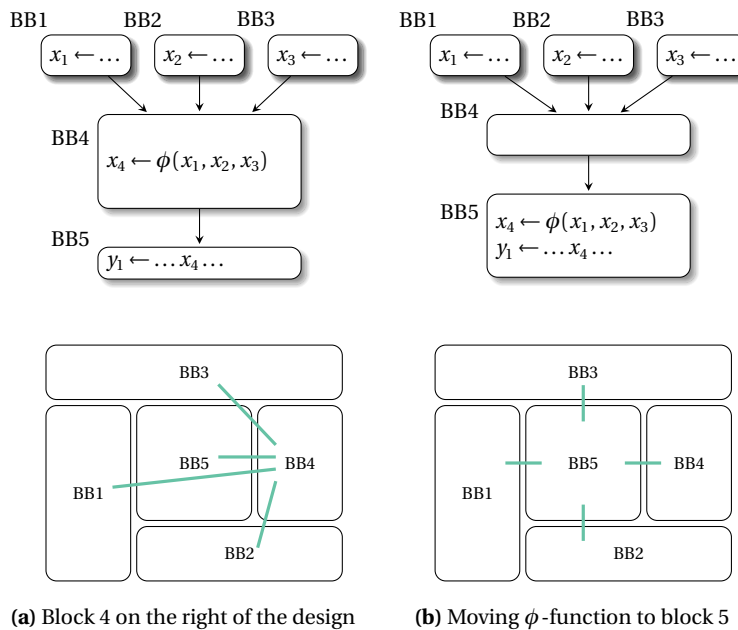 BB1
BB2
BB3
x₁ ← …
x₂ ← …
x₃ ← …
BB4
x₄ ← ϕ(x₁, x₂, x₃)
BB5
y₁ ← … x₄ …
BB3
BB5
BB4
BB1
BB2
(a) Block 4 on the right of the design
BB1
BB2
BB3
x₁ ← …
x₂ ← …
x₃ ← …
BB4
BB5
x₄ ← ϕ(x₁, x₂, x₃)
y₁ ← … x₄ …
BB3
BB1
BB5
BB4
BB2
(b) Moving ϕ-function to block 5